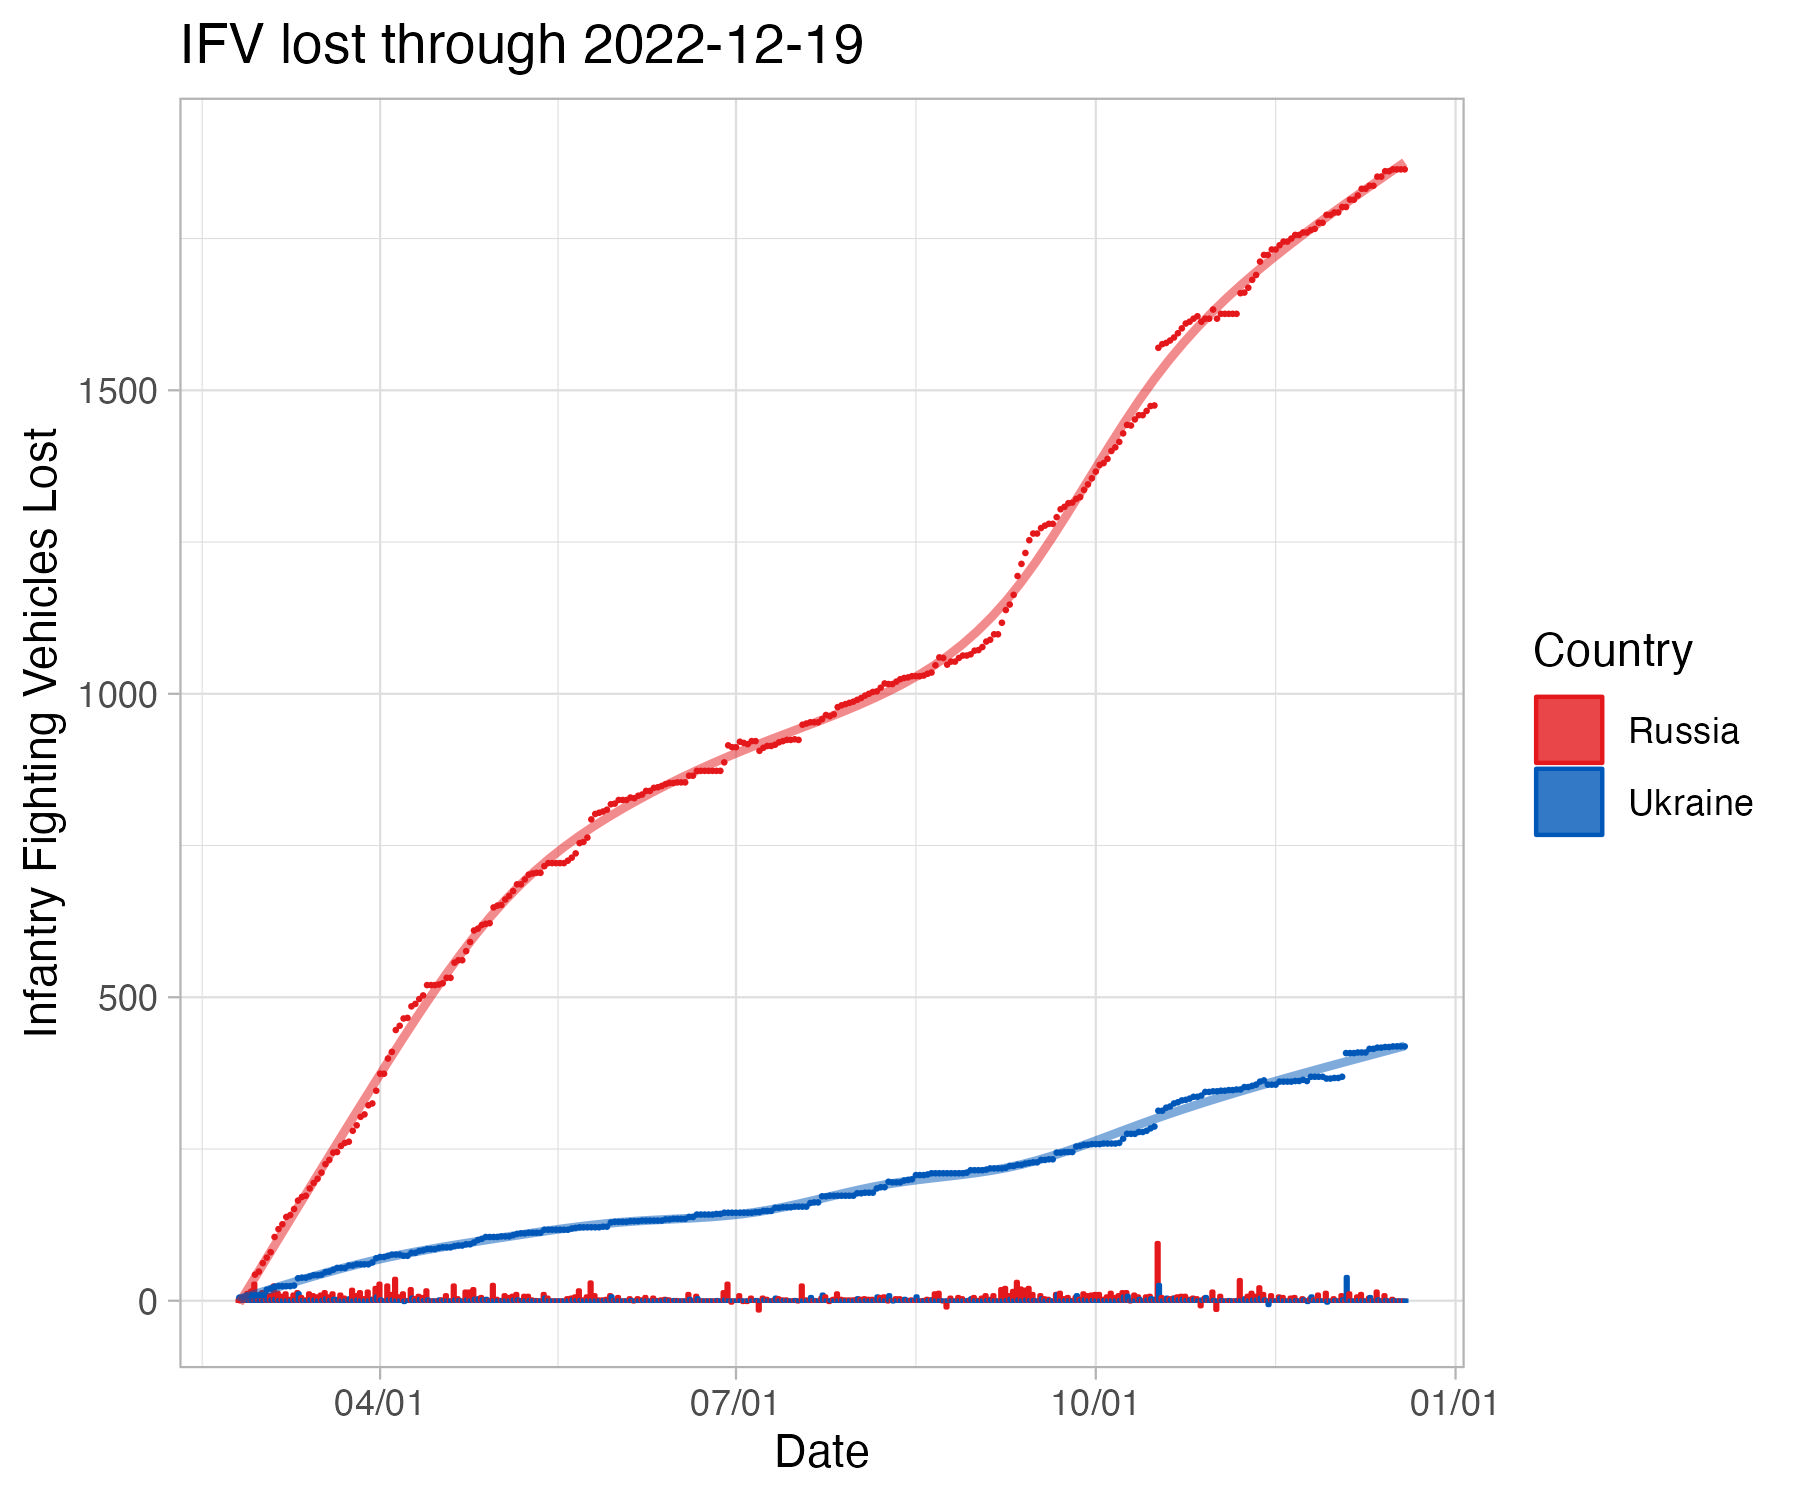 IFV lost through 2022-12-19
Infantry Fighting Vehicles Lost
1500
1000
500
0
04/01
07/01
10/01
01/01
Date
Country
Russia
Ukraine